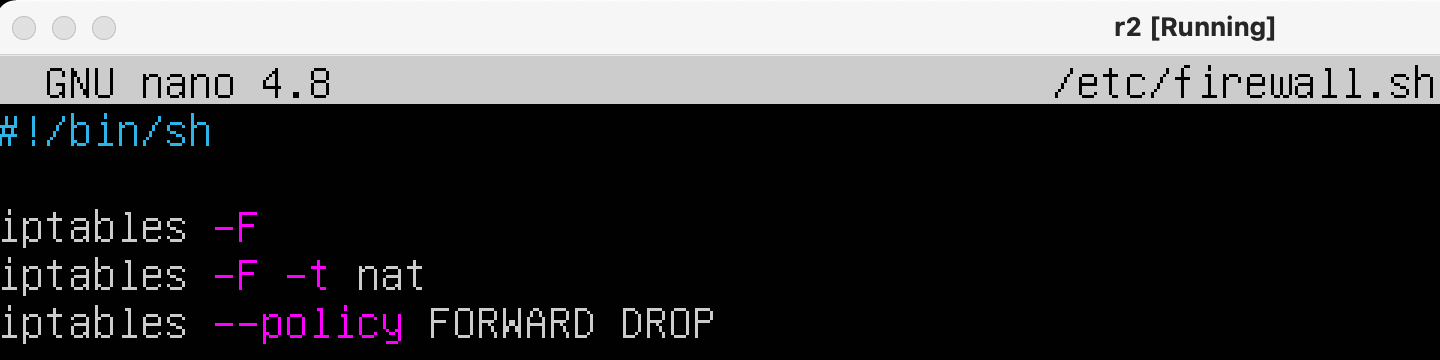 r2 [Running]
GNU nano 4.8 /etc/firewall.sh
#!/bin/sh
iptables -F
iptables -F -t nat
iptables --policy FORWARD DROP